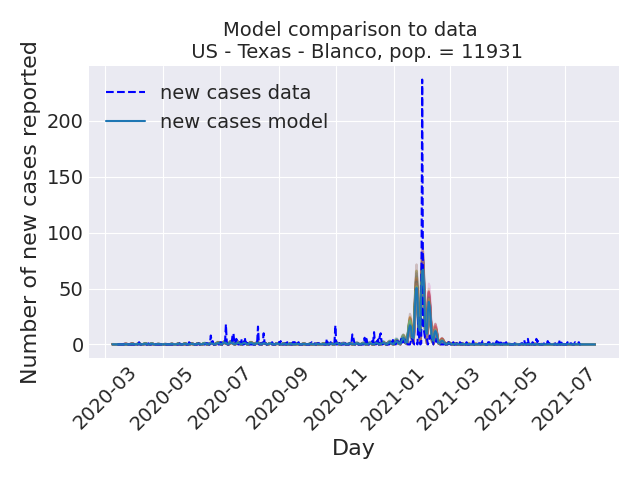 Model comparison to data
US - Texas - Blanco, pop. = 11931
Number of new cases reported
200
150
100
50
0
new cases data
new cases model
2020-03
2020-05
2020-07
2020-09
2020-11
2021-01
2021-03
2021-05
2021-07
Day